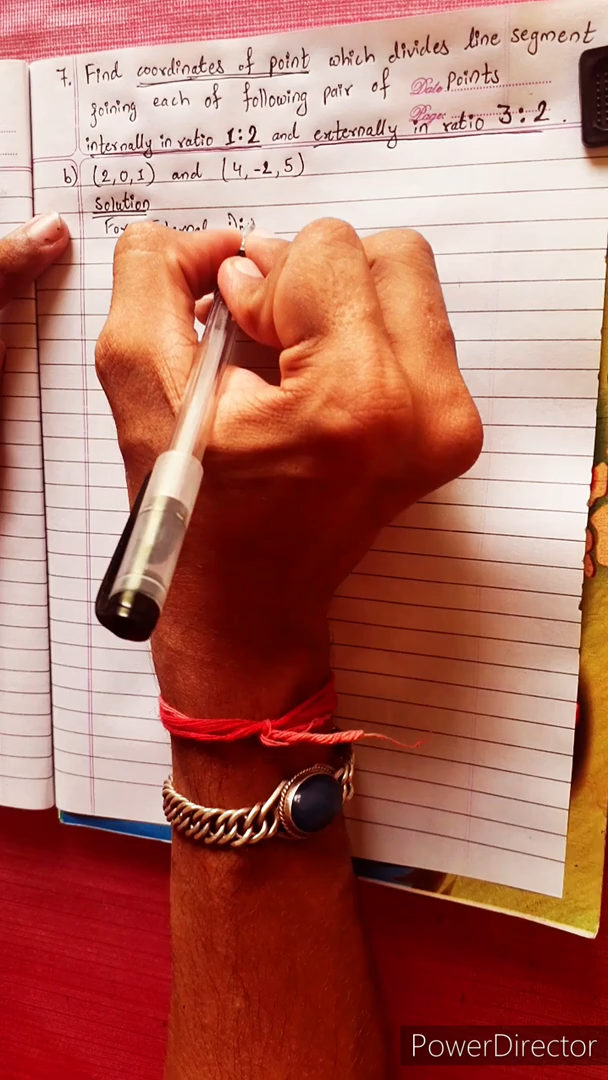 7. Find coordinates of point which divides line segment
joining each of following pair of points
Date:
Page:
internally in ratio 1:2 and externally in ratio 3:2.
b) (2,0,1) and (4,-2,5)
Solution
For
PowerDirector